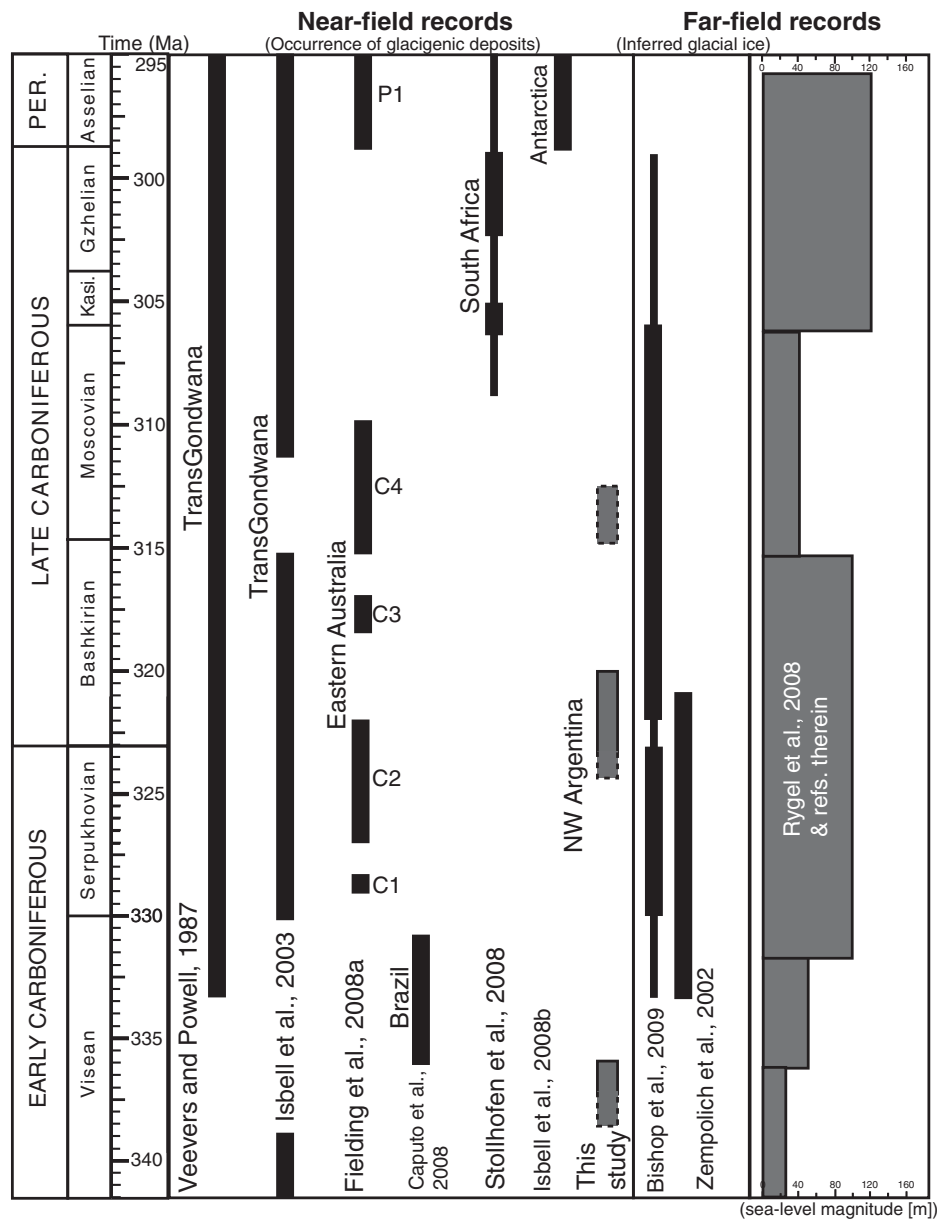 Near-field records
Far-field records
Time (Ma)
(Occurrence of glacigenic deposits)
(Inferred glacial ice)
PER.
LATE CARBONIFEROUS
EARLY CARBONIFEROUS
Asselian
Gzhelian
Kasi.
Moscovian
Bashkirian
Serpukhovian
Visean
295
300
305
310
315
320
325
330
335
340
TransGondwana
Veevers and Powell, 1987
TransGondwana
Isbell et al., 2003
P1
C4
C3
C2
C1
Eastern Australia
Fielding et al., 2008a
Brazil
Caputo et al.,
2008
South Africa
Stollhofen et al., 2008
Antarctica
Isbell et al., 2008b
NW Argentina
This
study
Bishop et al., 2009
Zempolich et al., 2002
0 40 80 120 160
Rygel et al., 2008
& refs. therein
0 40 80 120 160
(sea-level magnitude [m])